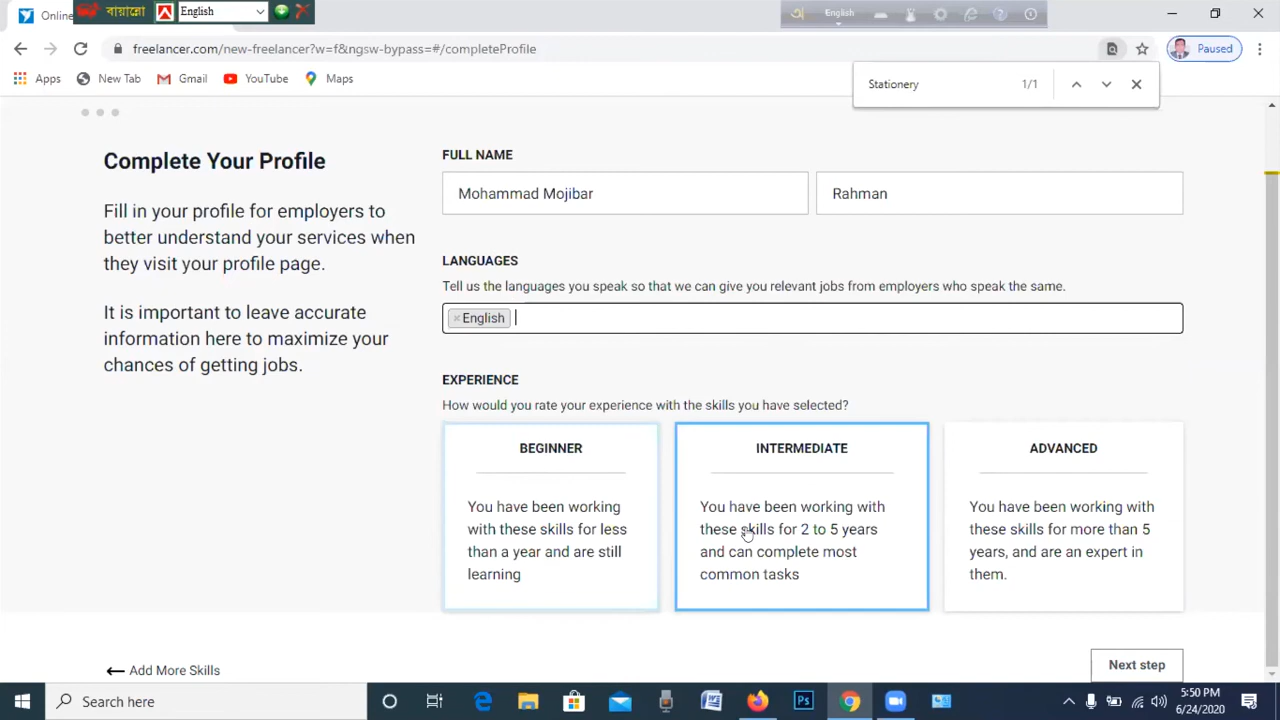 Online
বায়ান্নো
English
English
freelancer.com/new-freelancer?w=f&ngsw-bypass=#/completeProfile
Paused
Apps
New Tab
Gmail
YouTube
Maps
Stationery
1/1
Complete Your Profile
Fill in your profile for employers to
better understand your services when
they visit your profile page.
It is important to leave accurate
information here to maximize your
chances of getting jobs.
FULL NAME
Mohammad Mojibar
Rahman
LANGUAGES
Tell us the languages you speak so that we can give you relevant jobs from employers who speak the same.
×English
EXPERIENCE
How would you rate your experience with the skills you have selected?
BEGINNER
You have been working
with these skills for less
than a year and are still
learning
INTERMEDIATE
You have been working with
these skills for 2 to 5 years
and can complete most
common tasks
ADVANCED
You have been working with
these skills for more than 5
years, and are an expert in
them.
← Add More Skills
Next step
Search here
5:50 PM
6/24/2020